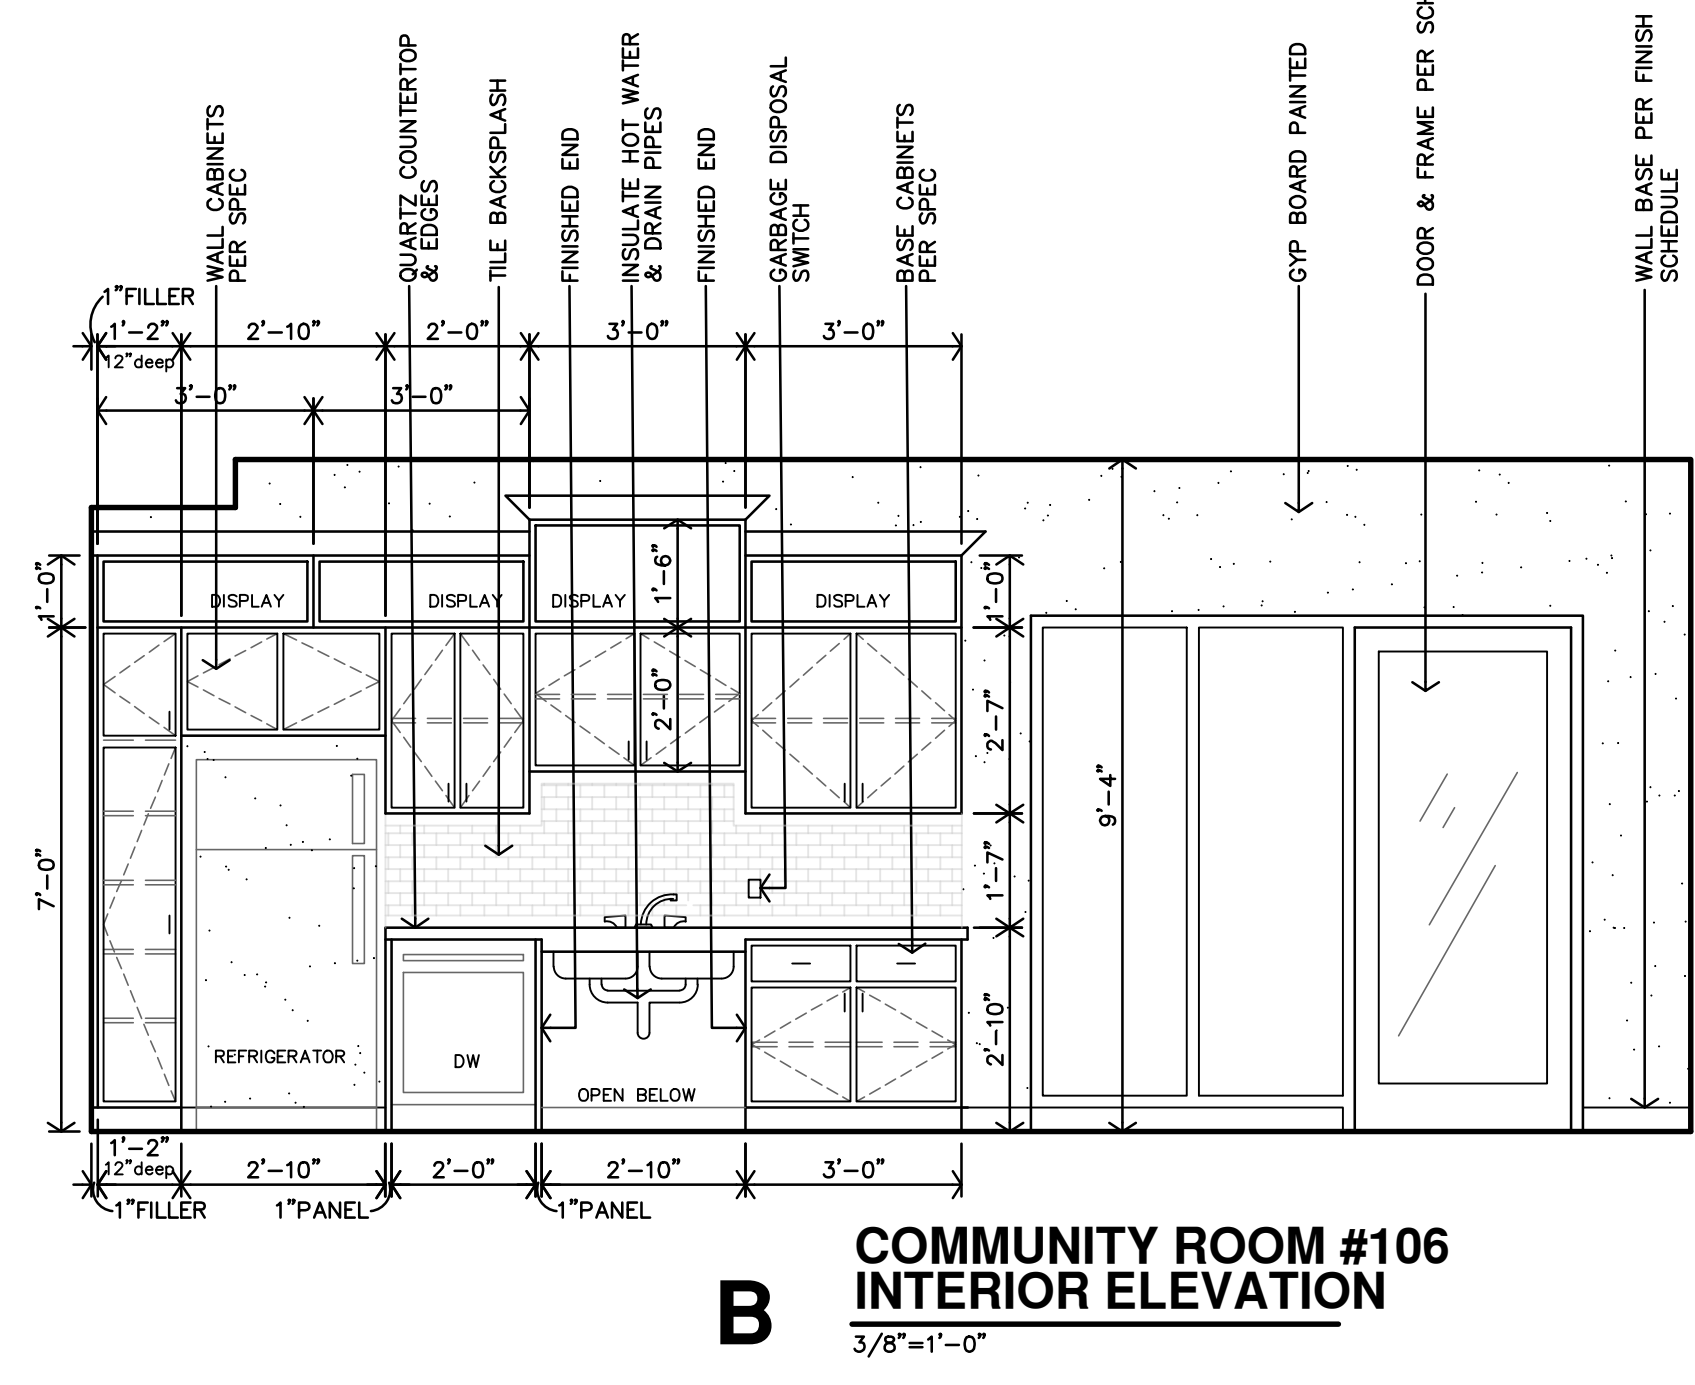 WALL CABINETS
PER SPEC
QUARTZ COUNTERTOP
& EDGES
TILE BACKSPLASH
FINISHED END
INSULATE HOT WATER
& DRAIN PIPES
FINISHED END
GARBAGE DISPOSAL
SWITCH
BASE CABINETS
PER SPEC
GYP BOARD PAINTED
DOOR & FRAME PER
WALL BASE PER FINISH
SCHEDULE
1"FILLER
1'-2" 2'-10" 2'-0" 3'-0" 3'-0"
12"deep
3'-0" 3'-0"
1'-0"
1'-6"
1'-0"
DISPLAY DISPLAY DISPLAY DISPLAY
2'-0"
2'-7"
9'-4"
7'-0"
1'-7"
2'-10"
REFRIGERATOR
DW
OPEN BELOW
1'-2"
12"deep
2'-10" 2'-0" 2'-10" 3'-0"
1"FILLER 1"PANEL 1"PANEL
COMMUNITY ROOM #106
INTERIOR ELEVATION
B
3/8"=1'-0"